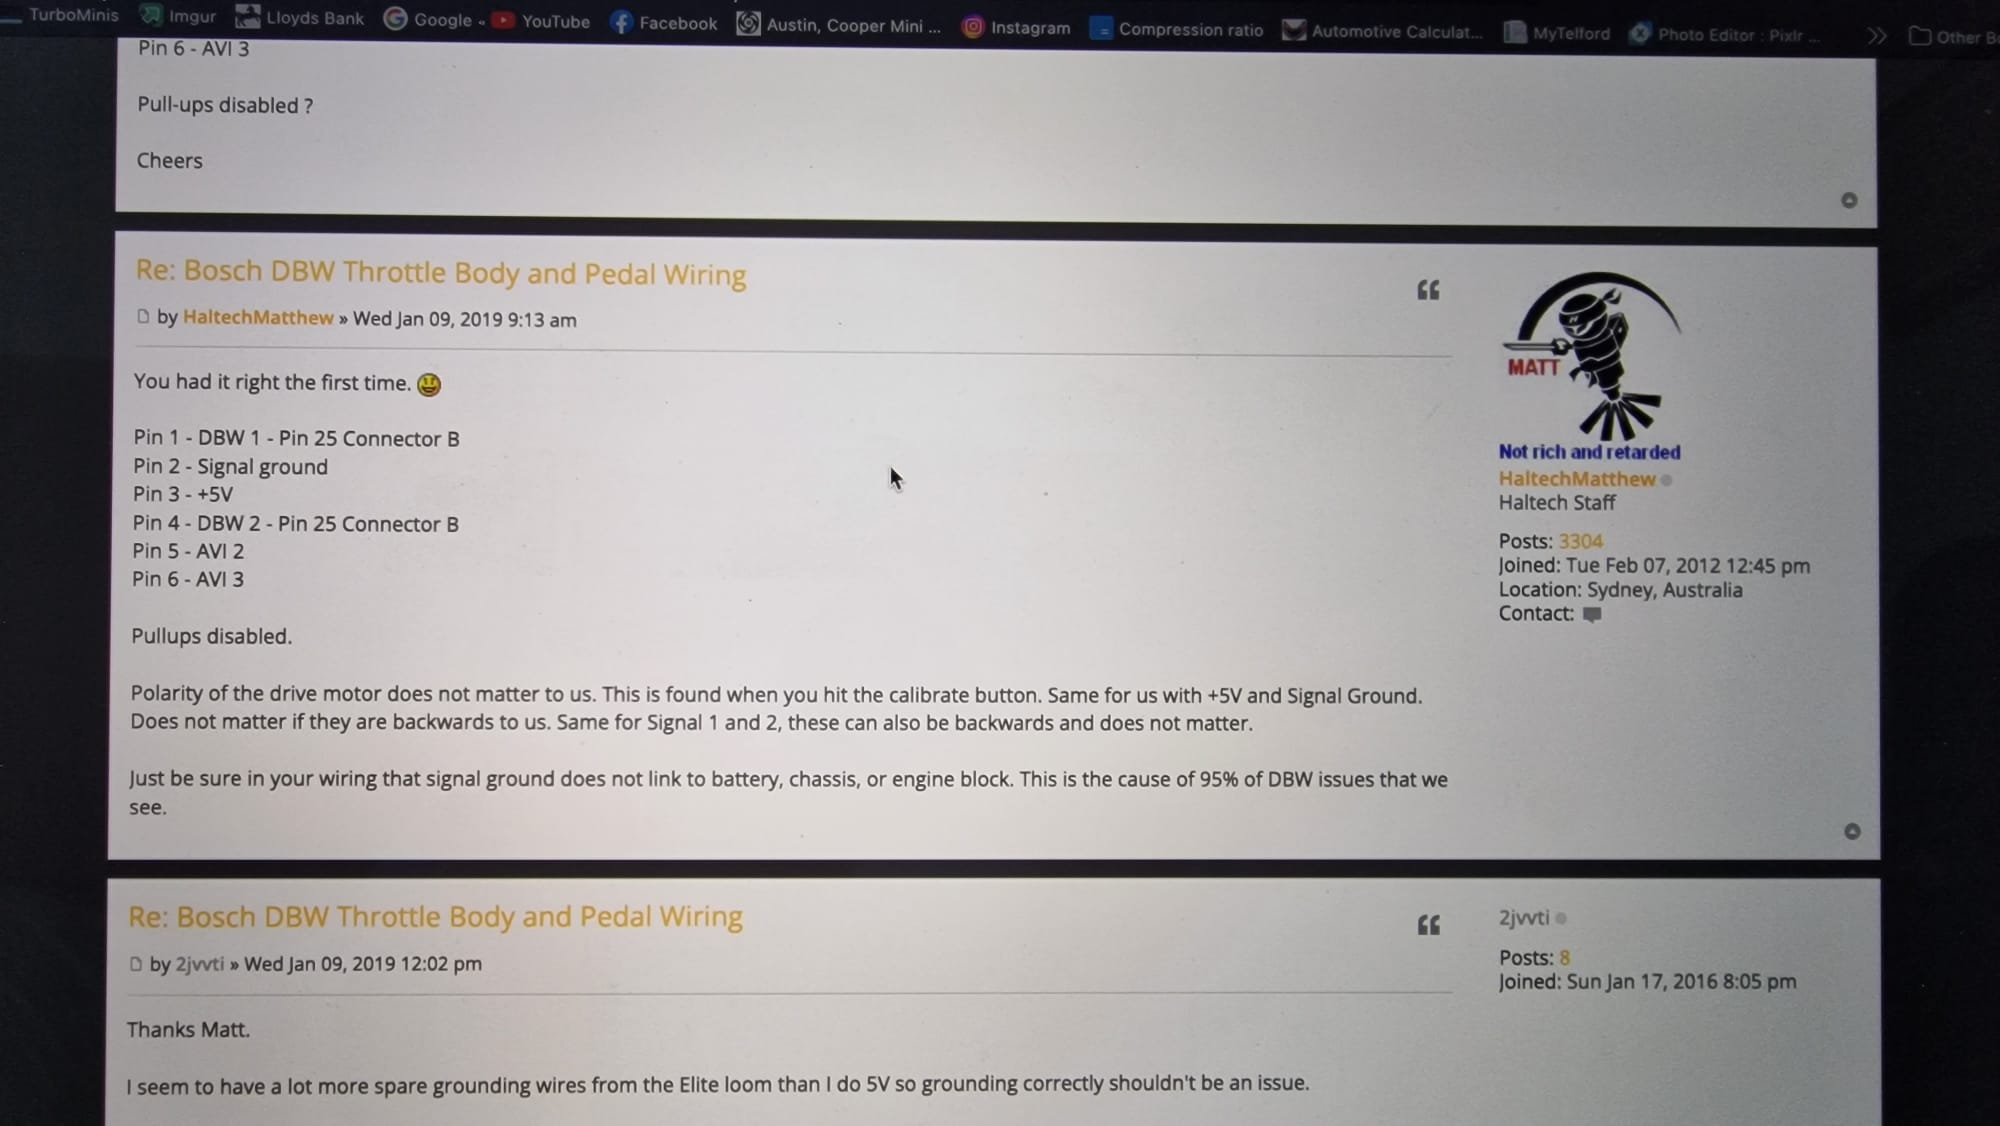 TurboMinis Imgur Lloyds Bank Google YouTube Facebook Austin, Cooper Mini ... Instagram Compression ratio Automotive Calculat... MyTelford Photo Editor : Pixlr ... Other
Pin 6 - AVI 3
Pull-ups disabled ?
Cheers
Re: Bosch DBW Throttle Body and Pedal Wiring
by HaltechMatthew » Wed Jan 09, 2019 9:13 am
You had it right the first time.
Pin 1 - DBW 1 - Pin 25 Connector B
Pin 2 - Signal ground
Pin 3 - +5V
Pin 4 - DBW 2 - Pin 25 Connector B
Pin 5 - AVI 2
Pin 6 - AVI 3
Pullups disabled.
Polarity of the drive motor does not matter to us. This is found when you hit the calibrate button. Same for us with +5V and Signal Ground.
Does not matter if they are backwards to us. Same for Signal 1 and 2, these can also be backwards and does not matter.
Just be sure in your wiring that signal ground does not link to battery, chassis, or engine block. This is the cause of 95% of DBW issues that we
see.
MATT
Not rich and retarded
HaltechMatthew
Haltech Staff
Posts: 3304
Joined: Tue Feb 07, 2012 12:45 pm
Location: Sydney, Australia
Contact:
Re: Bosch DBW Throttle Body and Pedal Wiring
by 2jvvti » Wed Jan 09, 2019 12:02 pm
Thanks Matt.
I seem to have a lot more spare grounding wires from the Elite loom than I do 5V so grounding correctly shouldn't be an issue.
2jvvti
Posts: 8
Joined: Sun Jan 17, 2016 8:05 pm